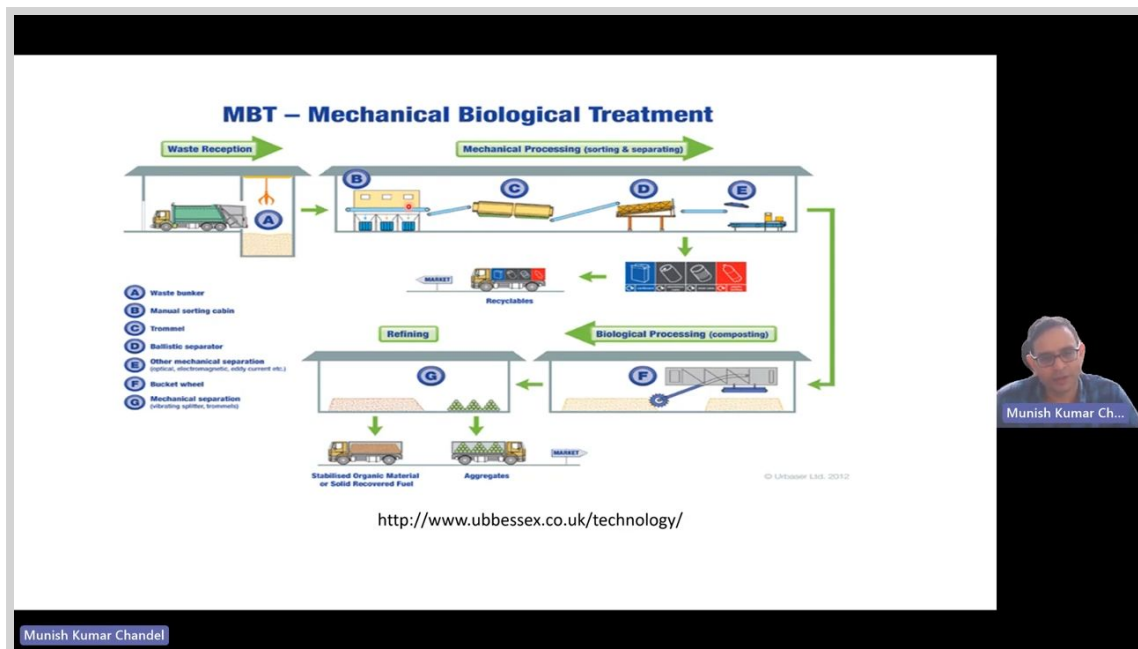 MBT – Mechanical Biological Treatment
Waste Reception
Mechanical Processing (sorting & separating)
A
B
C
D
E
MARKET
Recyclables
A Waste bunker
B Manual sorting cabin
C Trommel
D Ballistic separator
E Other mechanical separation
(optical, electromagnetic, eddy current etc.)
F Bucket wheel
G Mechanical separation
(vibrating splitter, trommels)
Refining
Biological Processing (composting)
G
F
Stabilised Organic Material
or Solid Recovered Fuel
Aggregates
MARKET
© Urbaser Ltd. 2012
http://www.ubbessex.co.uk/technology/
Munish Kumar Ch...
Munish Kumar Chandel